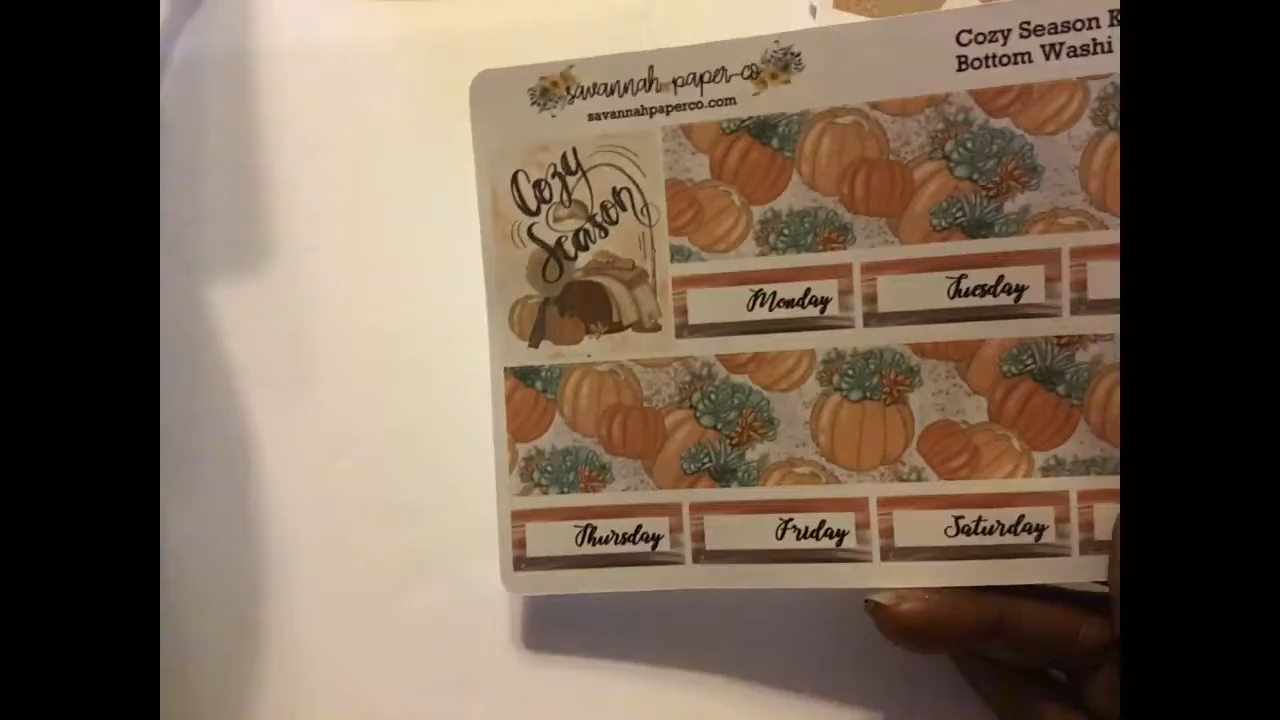 savannah-paper-co
savannahpaperco.com
Cozy Season
Bottom Washi
Cozy
Season
Monday
Tuesday
Thursday
Friday
Saturday